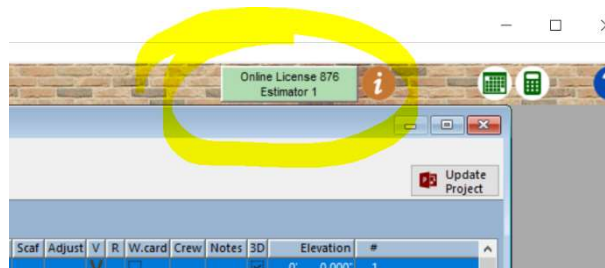 Online License 876
Estimator 1
i
Update
Project
Scaf Adjust V R W.card Crew Notes 3D Elevation #
0' 0.000" 1